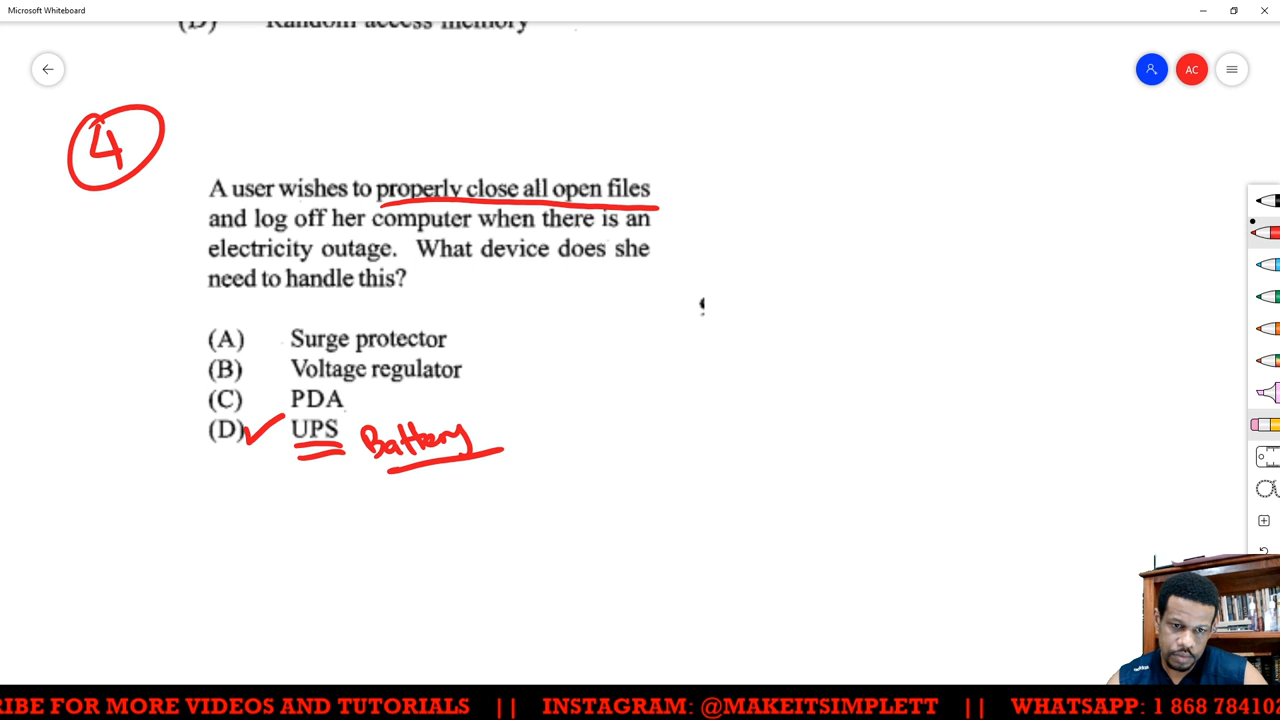 Microsoft Whiteboard
(D) Random access memory
AC
4
A user wishes to properly close all open files
and log off her computer when there is an
electricity outage. What device does she
need to handle this?
(A) Surge protector
(B) Voltage regulator
(C) PDA
(D) UPS Battery
RIBE FOR MORE VIDEOS AND TUTORIALS || INSTAGRAM: @MAKEITSIMPLETT || WHATSAPP: 1 868 78410